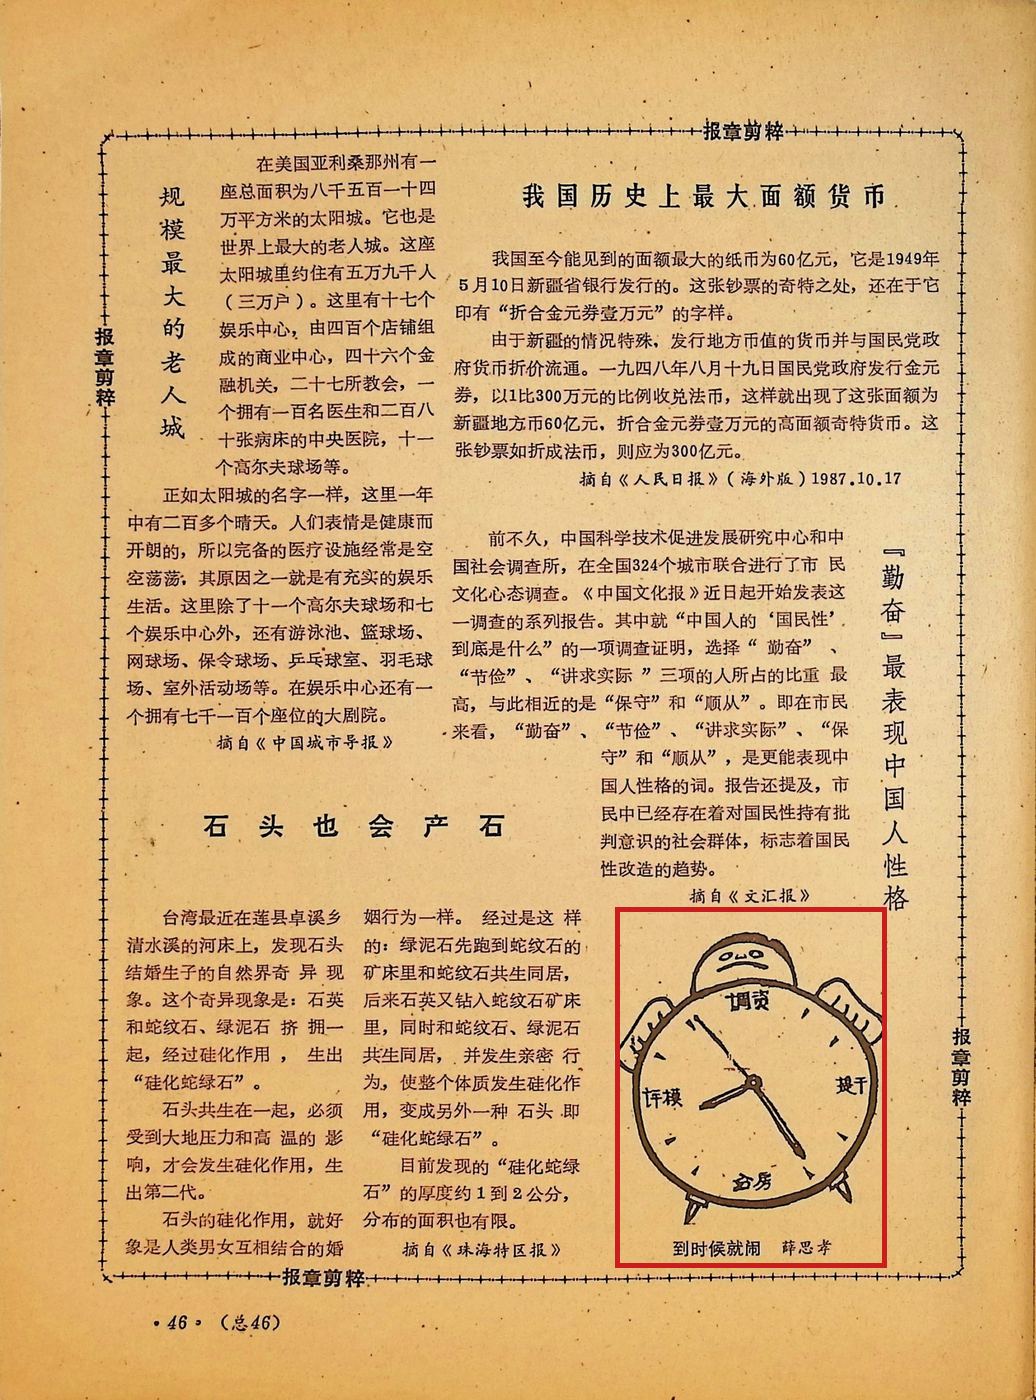 报章剪粹
报章剪粹
规模最大的老人城
在美国亚利桑那州有一
座总面积为八千五百一十四
万平方米的太阳城。它也是
世界上最大的老人城。这座
太阳城里约住有五万九千人
（三万户）。这里有十七个
娱乐中心，由四百个店铺组
成的商业中心，四十六个金
融机关，二十七所教会，一
个拥有一百名医生和二百八
十张病床的中央医院，十一
个高尔夫球场等。
正如太阳城的名字一样，这里一年
中有二百多个晴天。人们表情是健康而
开朗的，所以完备的医疗设施经常是空
空荡荡，其原因之一就是有充实的娱乐
生活。这里除了十一个高尔夫球场和七
个娱乐中心外，还有游泳池、篮球场、
网球场、保令球场、乒乓球室、羽毛球
场、室外活动场等。在娱乐中心还有一
个拥有七千一百个座位的大剧院。
摘自《中国城市导报》
我国历史上最大面额货币
我国至今能见到的面额最大的纸币为60亿元，它是1949年
5月10日新疆省银行发行的。这张钞票的奇特之处，还在于它
印有“折合金元券壹万元”的字样。
由于新疆的情况特殊，发行地方币值的货币并与国民党政
府货币折价流通。一九四八年八月十九日国民党政府发行金元
券，以1比300万元的比例收兑法币，这样就出现了这张面额为
新疆地方币60亿元，折合金元券壹万元的高面额奇特货币。这
张钞票如折成法币，则应为300亿元。
摘自《人民日报》（海外版）1987.10.17
『勤奋』最表现中国人性格
前不久，中国科学技术促进发展研究中心和中
国社会调查所，在全国324个城市联合进行了市 民
文化心态调查。《中国文化报》近日起开始发表这
一调查的系列报告。其中就“中国人的‘国民性’
到底是什么”的一项调查证明，选择“ 勤奋” 、
“节俭”、“讲求实际 ”三项的人所占的比重 最
高，与此相近的是“保守”和“顺从”。即在市民
来看，“勤奋”、“节俭”、“讲求实际”、“保
守”和“顺从”，是更能表现中
国人性格的词。报告还提及，市
民中已经存在着对国民性持有批
判意识的社会群体，标志着国民
性改造的趋势。
摘自《文汇报》
石头也会产石
台湾最近在莲县卓溪乡
清水溪的河床上，发现石头
结婚生子的自然界奇 异 现
象。这个奇异现象是：石英
和蛇纹石、绿泥石 挤 拥一
起，经过硅化作用 ， 生出
“硅化蛇绿石”。
石头共生在一起，必须
受到大地压力和高 温的 影
响，才会发生硅化作用，生
出第二代。
石头的硅化作用，就好
象是人类男女互相结合的婚
姻行为一样。 经过是这 样
的：绿泥石先跑到蛇纹石的
矿床里和蛇纹石共生同居，
后来石英又钻入蛇纹石矿床
里，同时和蛇纹石、绿泥石
共生同居， 并发生亲密 行
为，使整个体质发生硅化作
用，变成另外一种 石头 即
“硅化蛇绿石”。
目前发现的“硅化蛇绿
石”的厚度约1到2公分，
分布的面积也有限。
摘自《珠海特区报》
调资
评模
提干
分房
到时候就闹 薛思孝
报章剪粹
报章剪粹
·46·（总46）